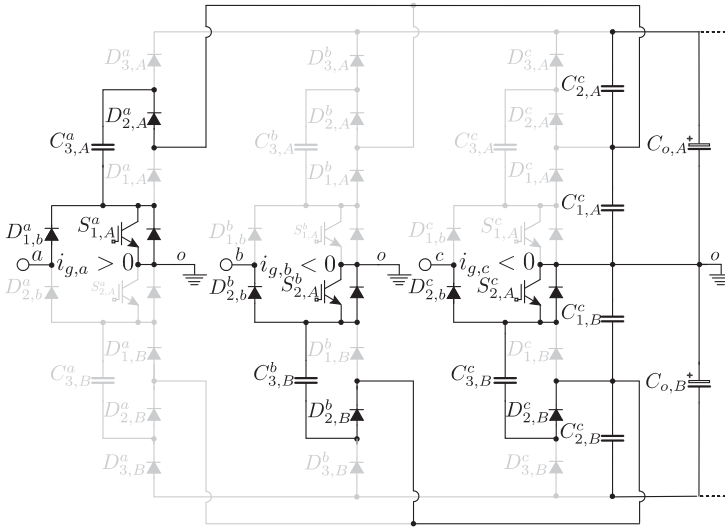 D^a_{3,A} D^b_{3,A} D^c_{3,A}
C^c_{2,A}
D^a_{2,A} D^b_{2,A} D^c_{2,A}
C^a_{3,A} C^b_{3,A} C^c_{3,A} C_{o,A}
D^a_{1,A} D^b_{1,A} D^c_{1,A}
C^c_{1,A}
D^a_{1,b} S^a_{1,A} D^b_{1,b} S^b_{1,A} D^c_{1,b} S^c_{1,A}
a i_{g,a} > 0 o b i_{g,b} < 0 o c i_{g,c} < 0 o
D^a_{2,b} S^a_{2,A} D^b_{2,b} S^b_{2,A} D^c_{2,b} S^c_{2,A}
C^c_{1,B}
D^a_{1,B} D^b_{1,B} D^c_{1,B}
C^a_{3,B} C^b_{3,B} C^c_{3,B} C_{o,B}
D^a_{2,B} D^b_{2,B} D^c_{2,B}
C^c_{2,B}
D^a_{3,B} D^b_{3,B} D^c_{3,B}